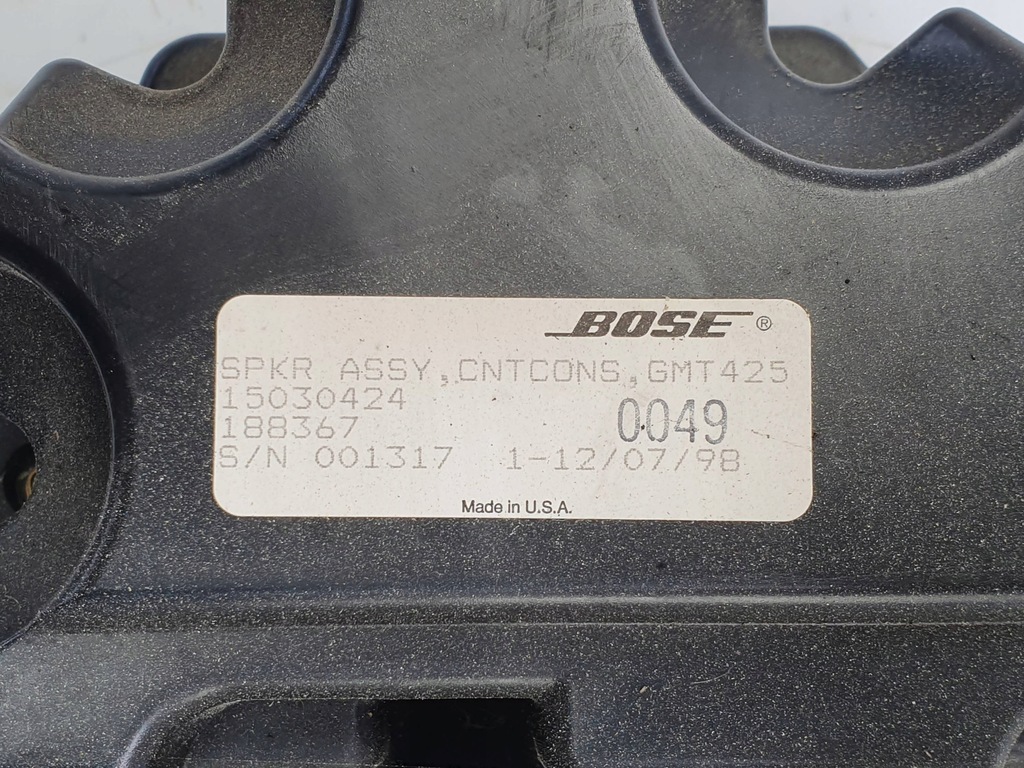 BOSE®
SPKR ASSY,CNTCONS,GMT425
15030424
188367 0049
S/N 001317 1-12/07/98
Made in U.S.A.